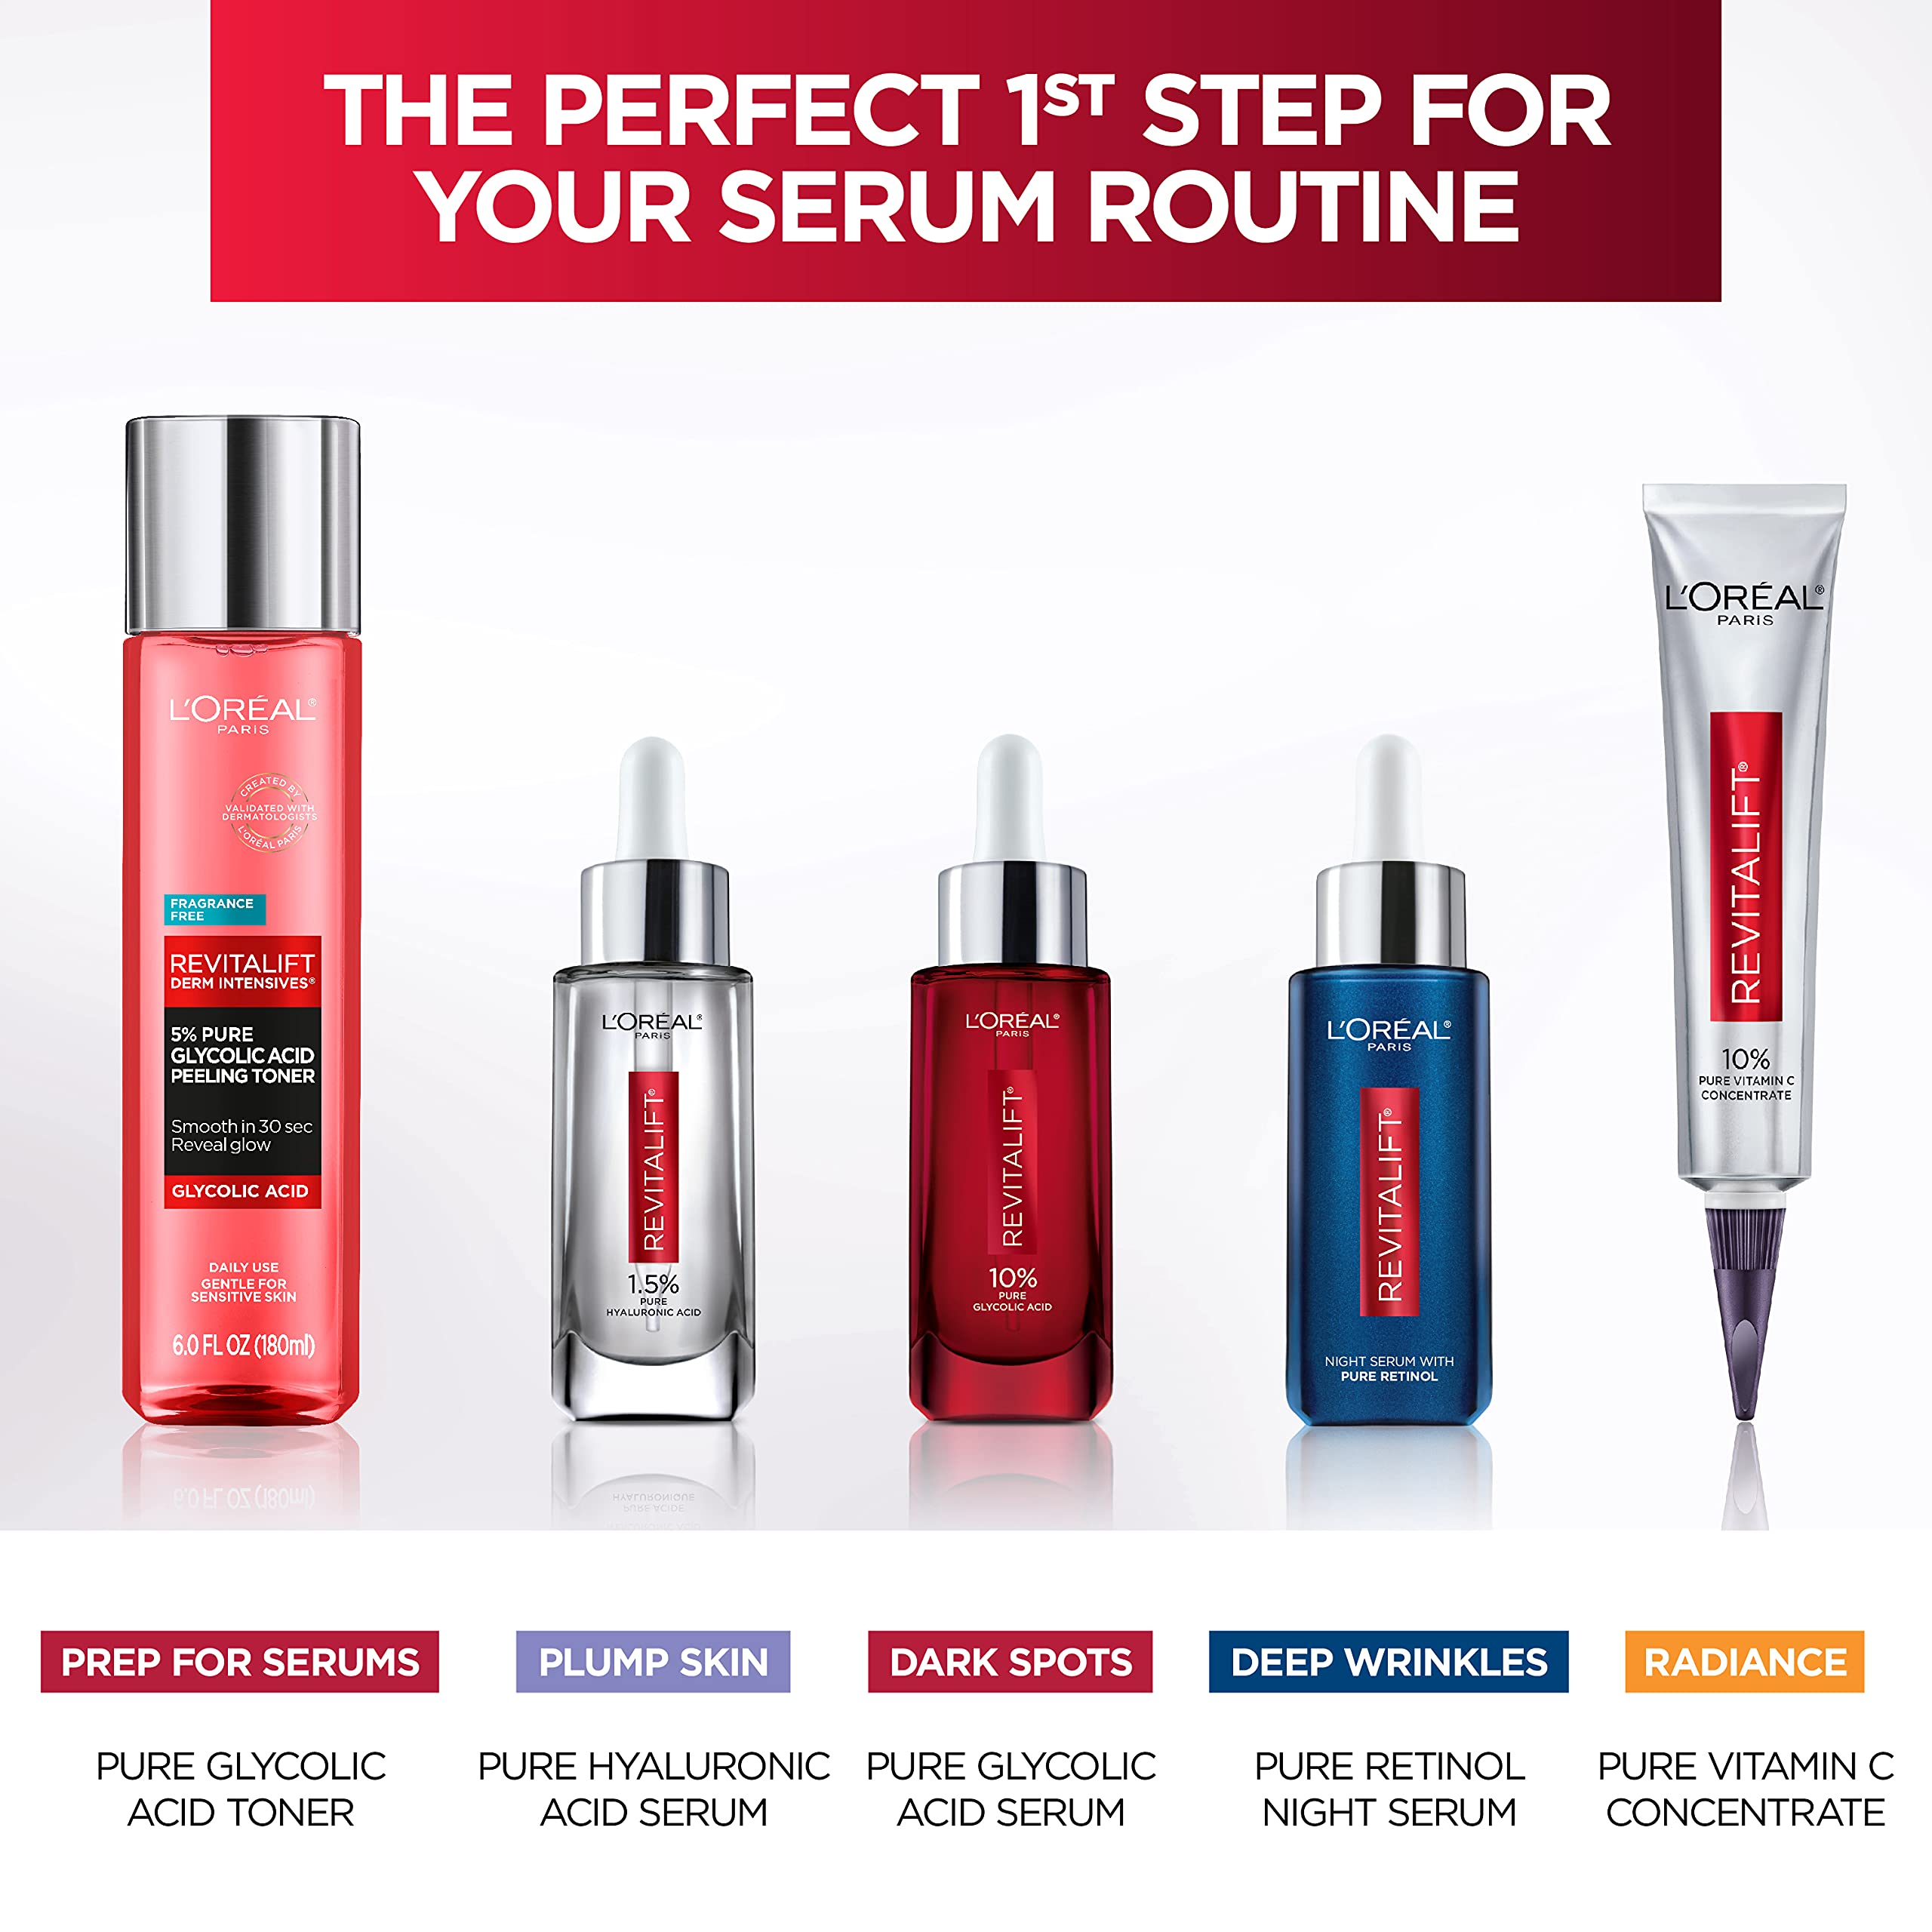 THE PERFECT 1ST STEP FOR
YOUR SERUM ROUTINE
L'ORÉAL®
PARIS
CREATED BY
VALIDATED WITH
DERMATOLOGISTS
L'ORÉAL PARIS
FRAGRANCE
FREE
REVITALIFT
DERM INTENSIVES®
5% PURE
GLYCOLIC ACID
PEELING TONER
Smooth in 30 sec
Reveal glow
GLYCOLIC ACID
DAILY USE
GENTLE FOR
SENSITIVE SKIN
6.0 FL OZ (180ml)
L'ORÉAL®
PARIS
REVITALIFT®
1.5%
PURE
HYALURONIC ACID
L'ORÉAL®
PARIS
REVITALIFT®
10%
PURE
GLYCOLIC ACID
L'ORÉAL®
PARIS
REVITALIFT®
NIGHT SERUM WITH
PURE RETINOL
L'ORÉAL®
PARIS
REVITALIFT®
10%
PURE VITAMIN C
CONCENTRATE
PREP FOR SERUMS
PURE GLYCOLIC
ACID TONER
PLUMP SKIN
PURE HYALURONIC
ACID SERUM
DARK SPOTS
PURE GLYCOLIC
ACID SERUM
DEEP WRINKLES
PURE RETINOL
NIGHT SERUM
RADIANCE
PURE VITAMIN C
CONCENTRATE